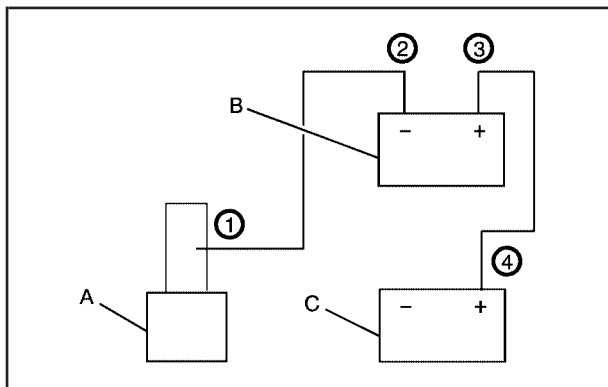 ② ③
B
− +
①
④
A
C
− +